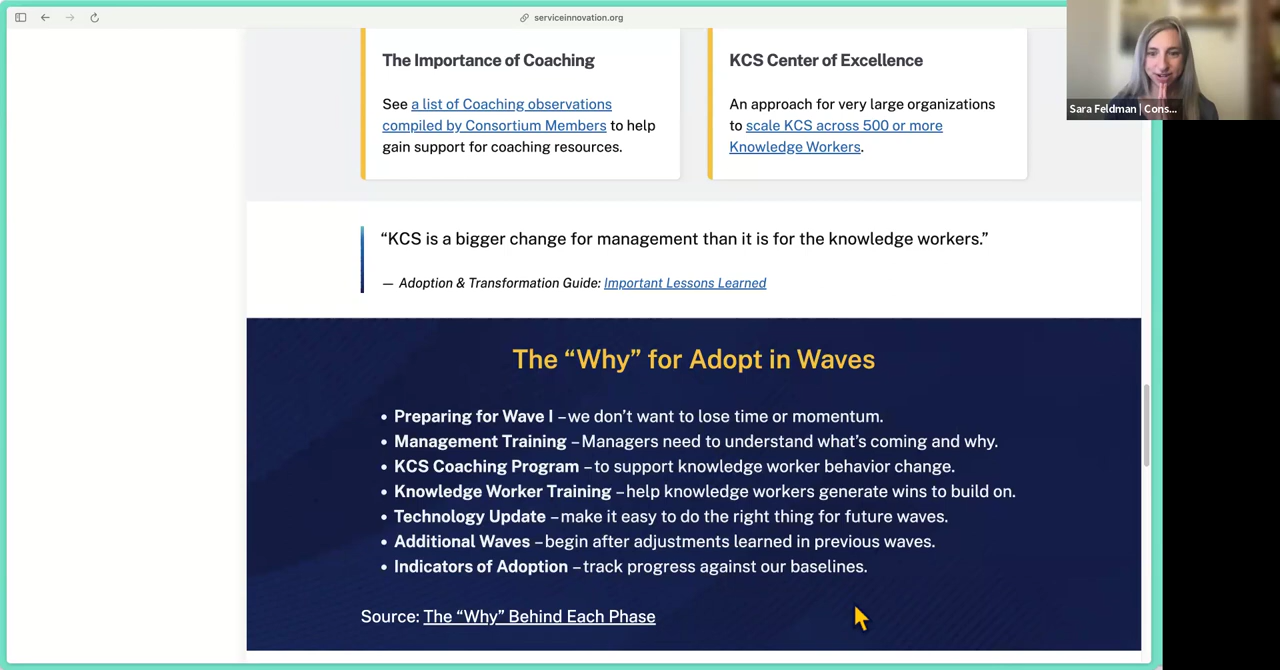 serviceinnovation.org
The Importance of Coaching
See a list of Coaching observations
compiled by Consortium Members to help
gain support for coaching resources.
KCS Center of Excellence
An approach for very large organizations
to scale KCS across 500 or more
Knowledge Workers.
Sara Feldman | Cons...
“KCS is a bigger change for management than it is for the knowledge workers.”
— Adoption & Transformation Guide: Important Lessons Learned
The “Why” for Adopt in Waves
• Preparing for Wave I – we don’t want to lose time or momentum.
• Management Training – Managers need to understand what’s coming and why.
• KCS Coaching Program – to support knowledge worker behavior change.
• Knowledge Worker Training – help knowledge workers generate wins to build on.
• Technology Update – make it easy to do the right thing for future waves.
• Additional Waves – begin after adjustments learned in previous waves.
• Indicators of Adoption – track progress against our baselines.
Source: The “Why” Behind Each Phase